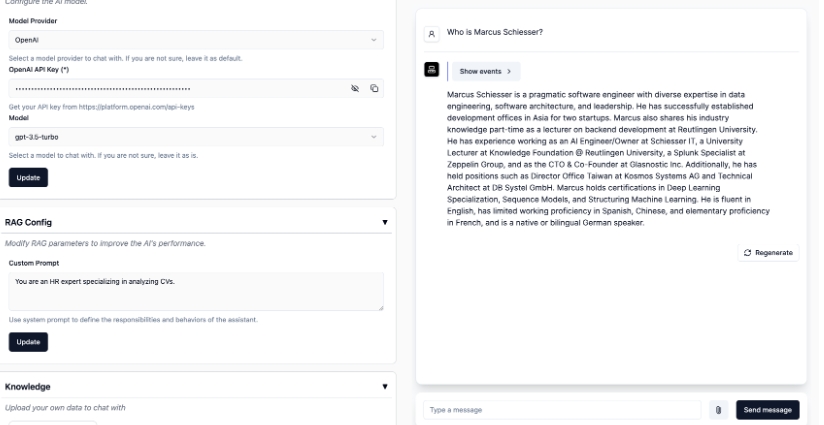 Configure the AI model.
Model Provider
OpenAI
Select a model provider to chat with. If you are not sure, leave it as default.
OpenAI API Key (*)
Get your API key from https://platform.openai.com/api-keys
Model
gpt-3.5-turbo
Select a model to chat with. If you are not sure, leave it as is.
Update
RAG Config
Modify RAG parameters to improve the AI's performance.
Custom Prompt
You are an HR expert specializing in analyzing CVs.
Use system prompt to define the responsibilities and behaviors of the assistant.
Update
Knowledge
Upload your own data to chat with
Who is Marcus Schiesser?
Show events
Marcus Schiesser is a pragmatic software engineer with diverse expertise in data
engineering, software architecture, and leadership. He has successfully established
development offices in Asia for two startups. Marcus also shares his industry
knowledge part-time as a lecturer on backend development at Reutlingen University.
He has experience working as an AI Engineer/Owner at Schiesser IT, a University
Lecturer at Knowledge Foundation @ Reutlingen University, a Splunk Specialist at
Zeppelin Group, and as the CTO & Co-Founder at Glasnostic Inc. Additionally, he has
held positions such as Director Office Taiwan at Kosmos Systems AG and Technical
Architect at DB Systel GmbH. Marcus holds certifications in Deep Learning
Specialization, Sequence Models, and Structuring Machine Learning. He is fluent in
English, has limited working proficiency in Spanish, Chinese, and elementary proficiency
in French, and is a native or bilingual German speaker.
Regenerate
Type a message
Send message